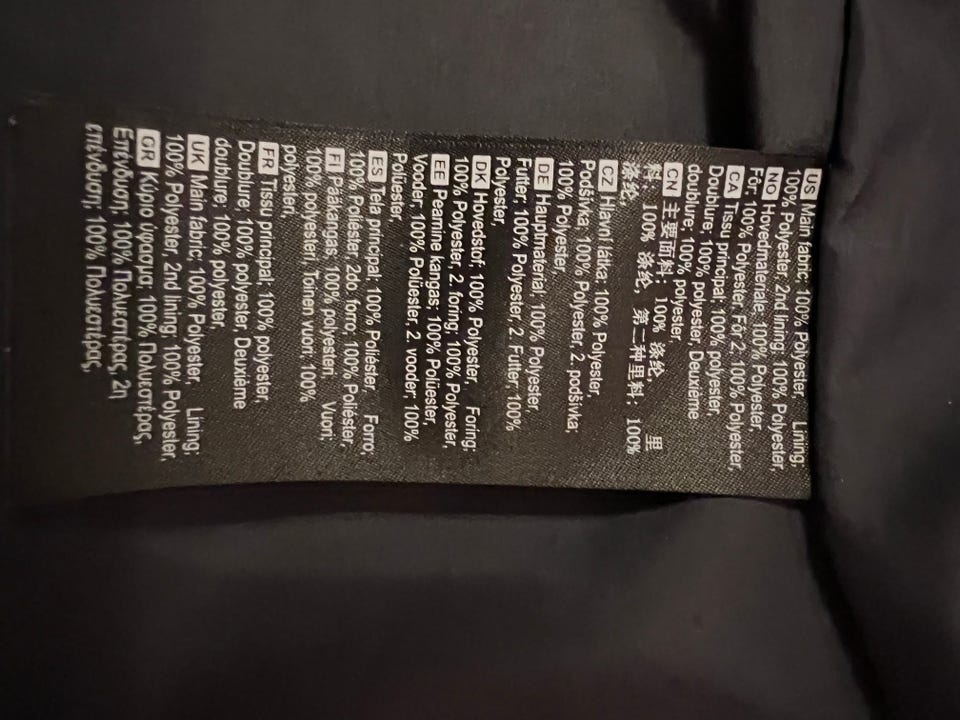 US Main fabric; 100% Polyester, Lining;
100% Polyester, 2nd lining; 100% Polyester,
NO Hovedmateriale, 100% Polyester,
Fôr; 100% Polyester, Fôr 2: 100% Polyester,
CA Tissu principal; 100% polyester,
Doublure; 100% polyester, Deuxième
doublure; 100% polyester,
CN 主要面料: 100% 涤纶, 里
料: 100% 涤纶, 第二种里料: 100%
涤纶,
CZ Hlavní látka; 100% Polyester,
Podšívka; 100% Polyester, 2. podšívka;
100% Polyester,
DE Hauptmaterial; 100% Polyester,
Futter; 100% Polyester, 2. Futter; 100%
Polyester,
DK Hovedstof; 100% Polyester, Foring;
100% Polyester, 2. foring; 100% Polyester,
EE Peamine kangas; 100% Polüester,
Vooder; 100% Polüester, 2. vooder; 100%
Polüester,
ES Tela principal; 100% Poliéster, Forro;
100% Poliéster, 2do. forro; 100% Poliéster,
FI Pääkangas; 100% polyesteri, Vuori;
100% polyesteri, Toinen vuori; 100%
polyesteri,
FR Tissu principal; 100% polyester,
Doublure; 100% polyester, Deuxième
doublure; 100% polyester,
UK Main fabric; 100% Polyester, Lining;
100% Polyester, 2nd lining; 100% Polyester,
GR Κύριο ύφασμα; 100% Πολυεστέρας,
Επένδυση; 100% Πολυεστέρας, 2η
επένδυση; 100% Πολυεστέρας,